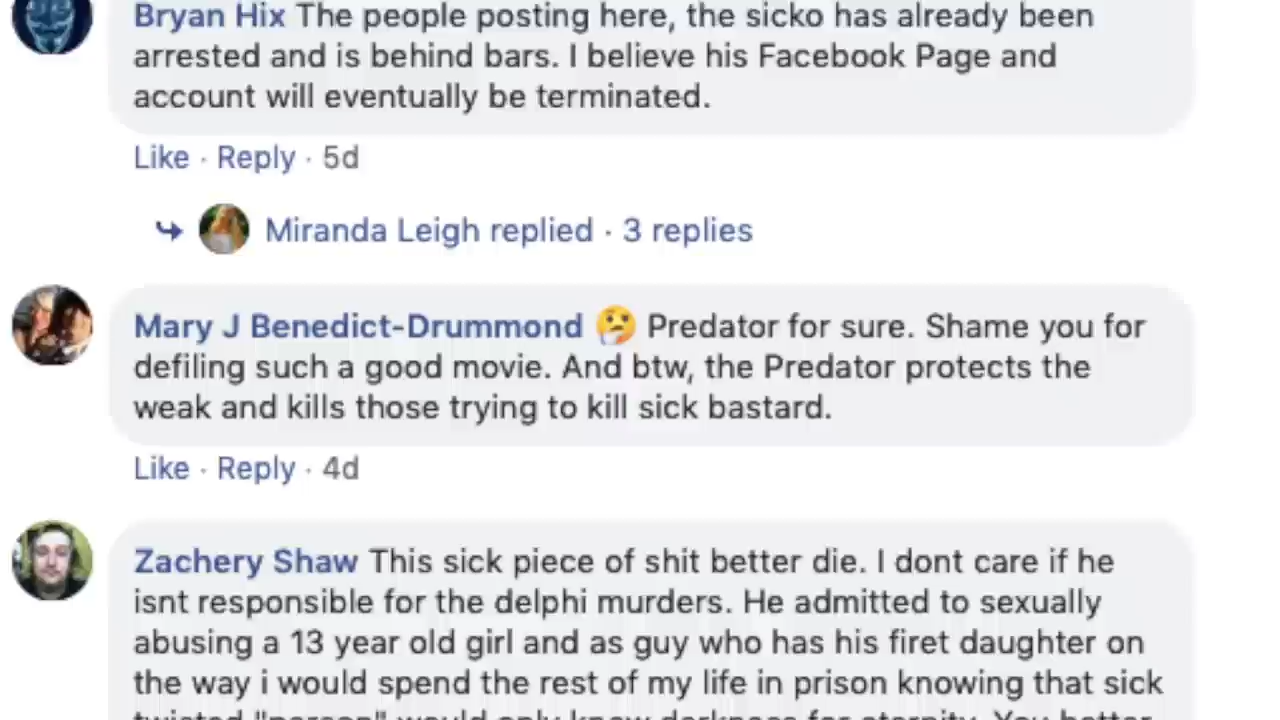 Bryan Hix The people posting here, the sicko has already been
arrested and is behind bars. I believe his Facebook Page and
account will eventually be terminated.
Like · Reply · 5d
Miranda Leigh replied · 3 replies
Mary J Benedict-Drummond 🤔 Predator for sure. Shame you for
defiling such a good movie. And btw, the Predator protects the
weak and kills those trying to kill sick bastard.
Like · Reply · 4d
Zachery Shaw This sick piece of shit better die. I dont care if he
isnt responsible for the delphi murders. He admitted to sexually
abusing a 13 year old girl and as guy who has his firet daughter on
the way i would spend the rest of my life in prison knowing that sick
twisted "person" would only know darkness for eternity. You better